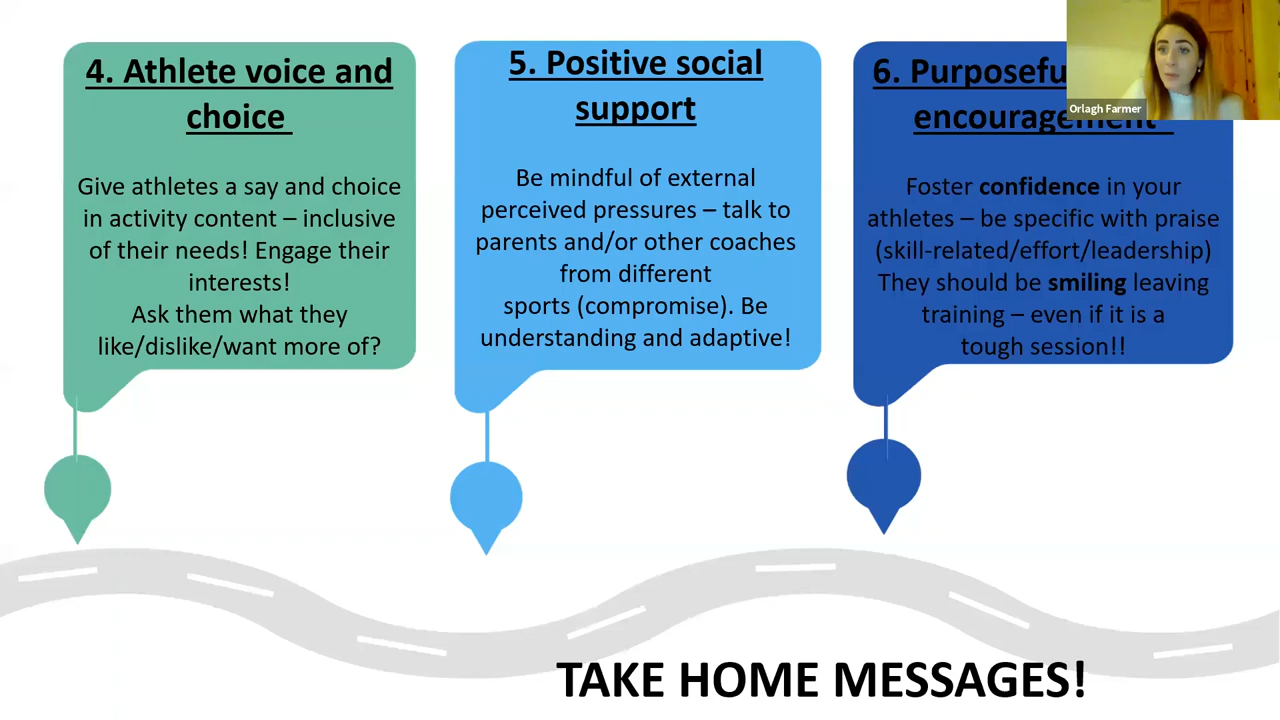 4. Athlete voice and
choice
Give athletes a say and choice
in activity content – inclusive
of their needs! Engage their
interests!
Ask them what they
like/dislike/want more of?
5. Positive social
support
Be mindful of external
perceived pressures – talk to
parents and/or other coaches
from different
sports (compromise). Be
understanding and adaptive!
6.
encouragement
Foster confidence in your
athletes – be specific with praise
(skill-related/effort/leadership)
They should be smiling leaving
training – even if it is a
tough session!!
Orlagh Farmer
TAKE HOME MESSAGES!